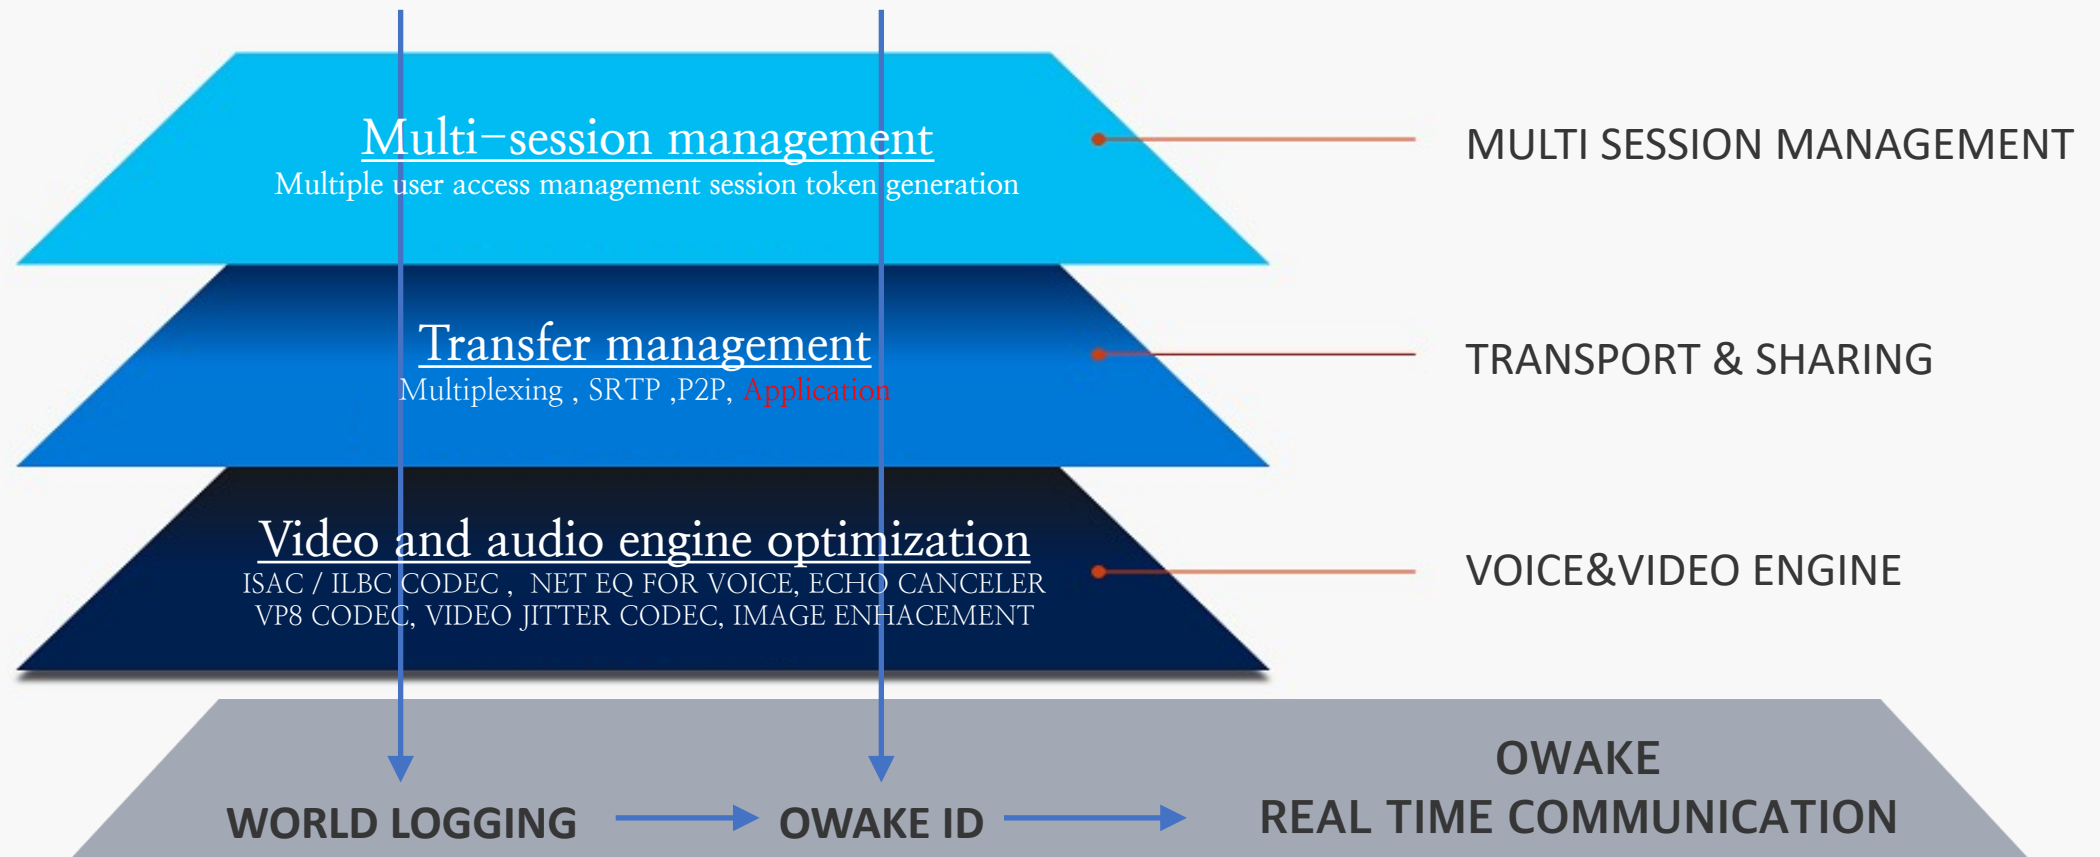 Multi-session management
Multiple user access management session token generation
MULTI SESSION MANAGEMENT
Transfer management
Multiplexing , SRTP ,P2P, Application
TRANSPORT & SHARING
Video and audio engine optimization
ISAC / ILBC CODEC , NET EQ FOR VOICE, ECHO CANCELER
VP8 CODEC, VIDEO JITTER CODEC, IMAGE ENHACEMENT
VOICE&VIDEO ENGINE
WORLD LOGGING
OWAKE ID
OWAKE
REAL TIME COMMUNICATION